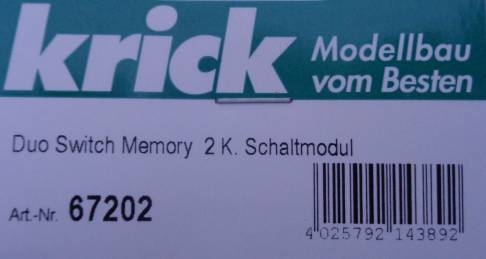 krick Modellbau
vom Besten
Duo Switch Memory 2 K. Schaltmodul
Art.-Nr. 67202
4 025792 143892